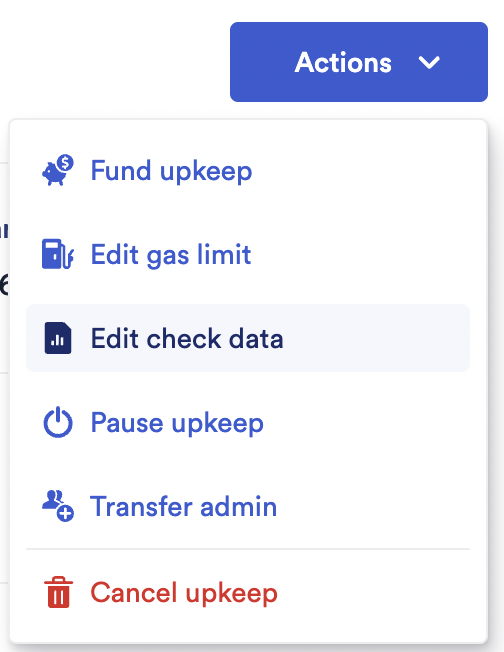 Actions
Fund upkeep
Edit gas limit
Edit check data
Pause upkeep
Transfer admin
Cancel upkeep